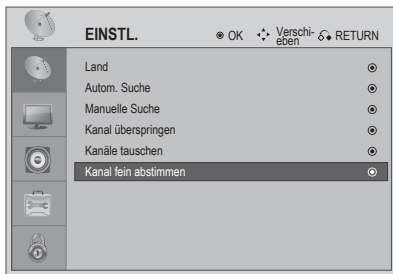 EINSTL. OK Verschi-
eben RETURN
Land
Autom. Suche
Manuelle Suche
Kanal überspringen
Kanäle tauschen
Kanal fein abstimmen